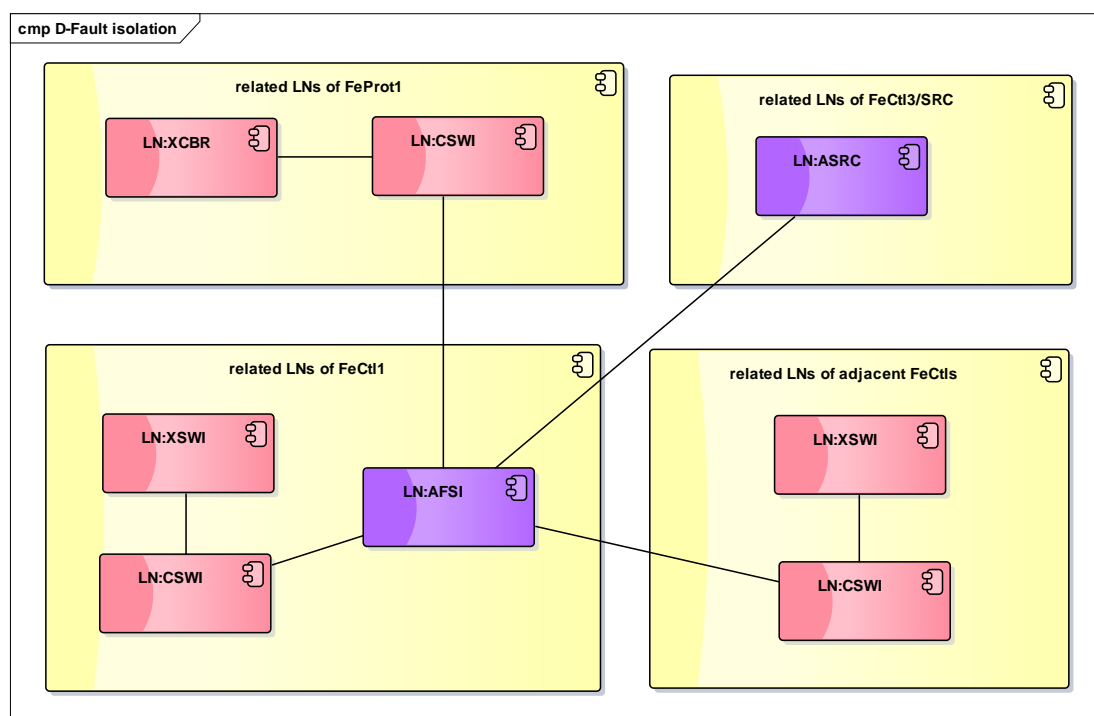 cmp D-Fault isolation
related LNs of FeProt1
LN:XCBR
LN:CSWI
related LNs of FeCtl3/SRC
LN:ASRC
related LNs of FeCtl1
LN:XSWI
LN:AFSI
LN:CSWI
related LNs of adjacent FeCtls
LN:XSWI
LN:CSWI